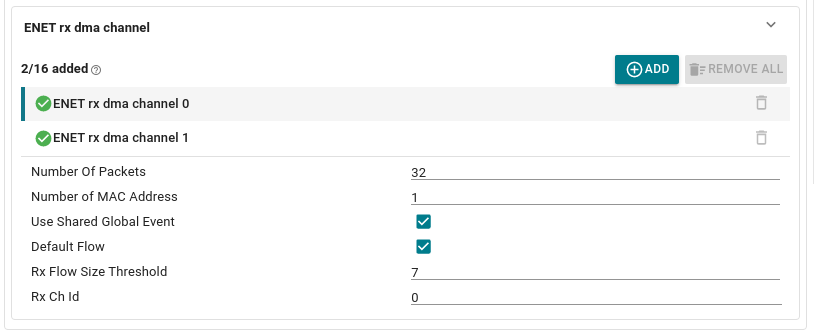 ENET rx dma channel
2/16 added
ADD
REMOVE ALL
ENET rx dma channel 0
ENET rx dma channel 1
Number Of Packets 32
Number of MAC Address 1
Use Shared Global Event
Default Flow
Rx Flow Size Threshold 7
Rx Ch Id 0